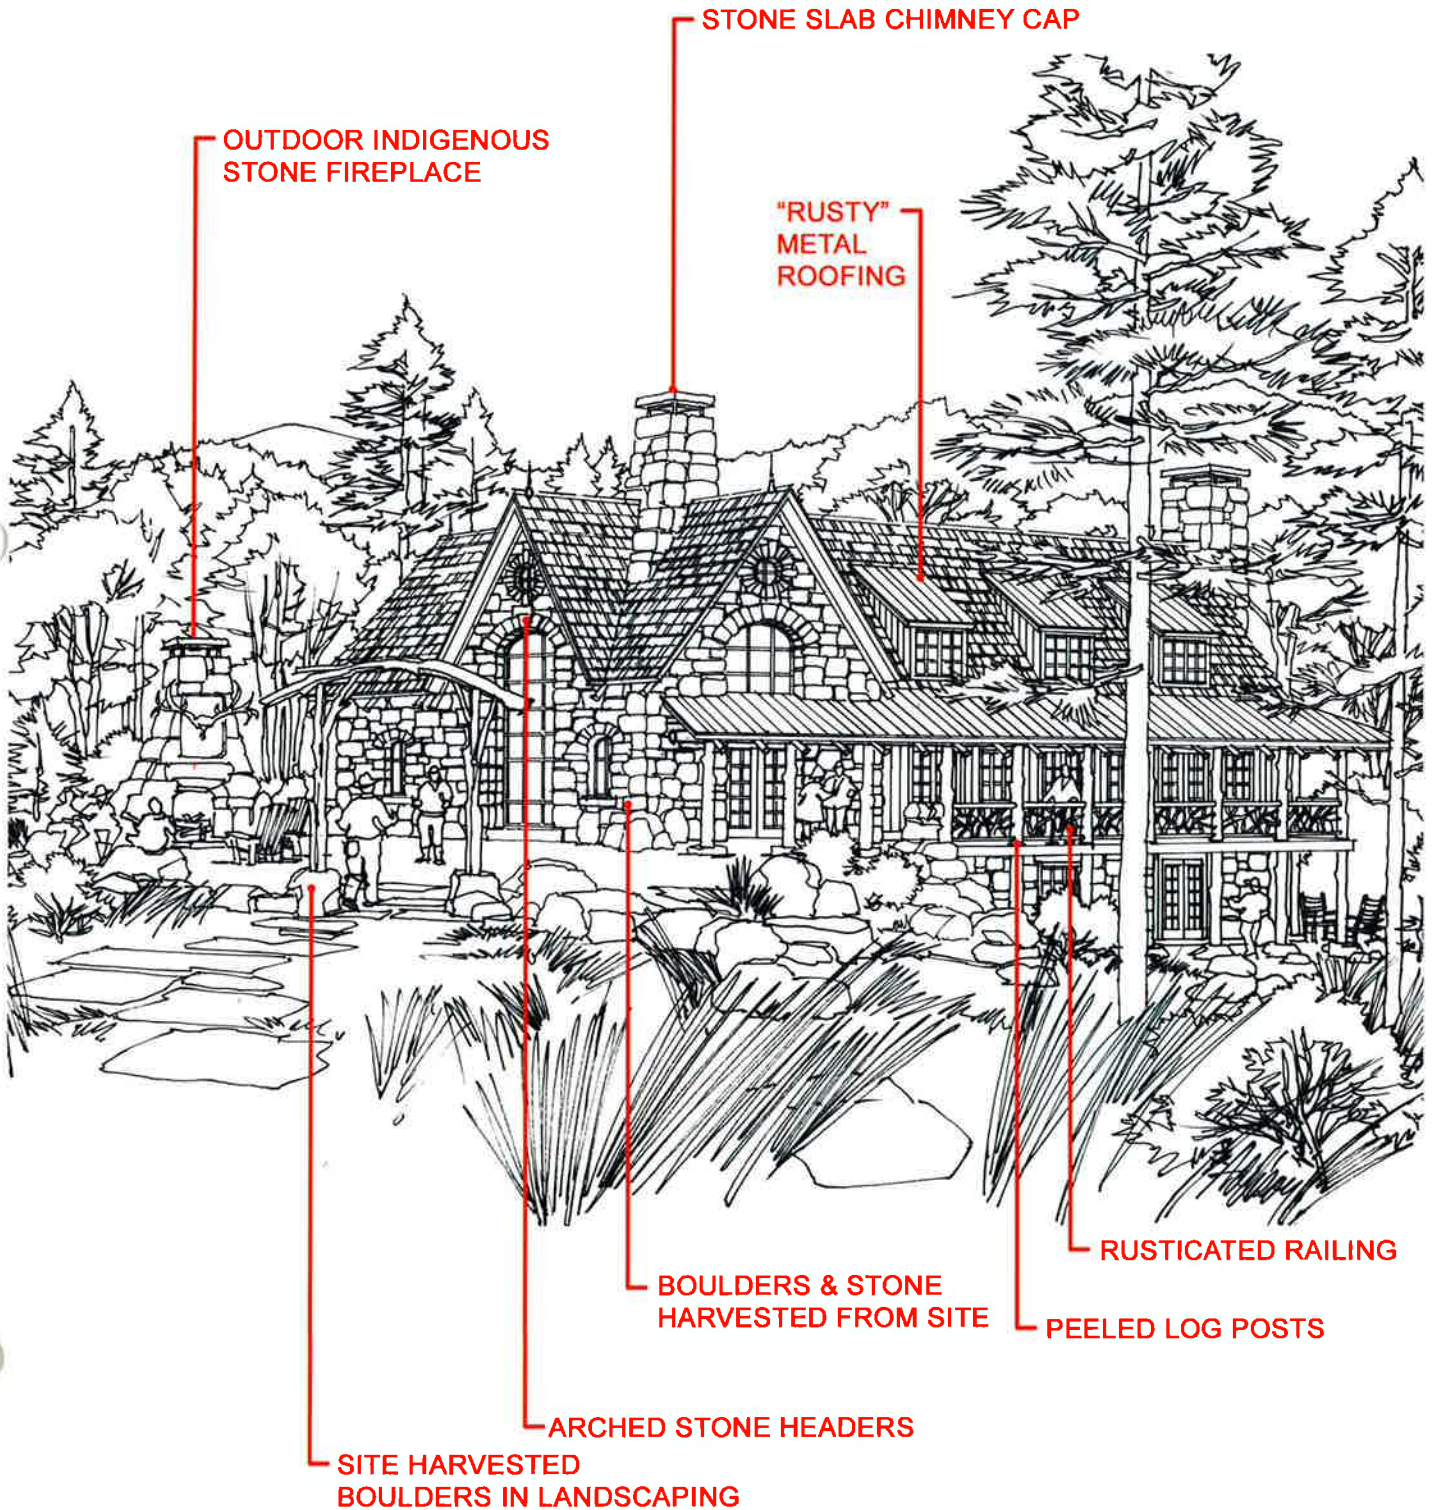 STONE SLAB CHIMNEY CAP
OUTDOOR INDIGENOUS
STONE FIREPLACE
“RUSTY”
METAL
ROOFING
RUSTICATED RAILING
BOULDERS & STONE
HARVESTED FROM SITE
PEELED LOG POSTS
ARCHED STONE HEADERS
SITE HARVESTED
BOULDERS IN LANDSCAPING